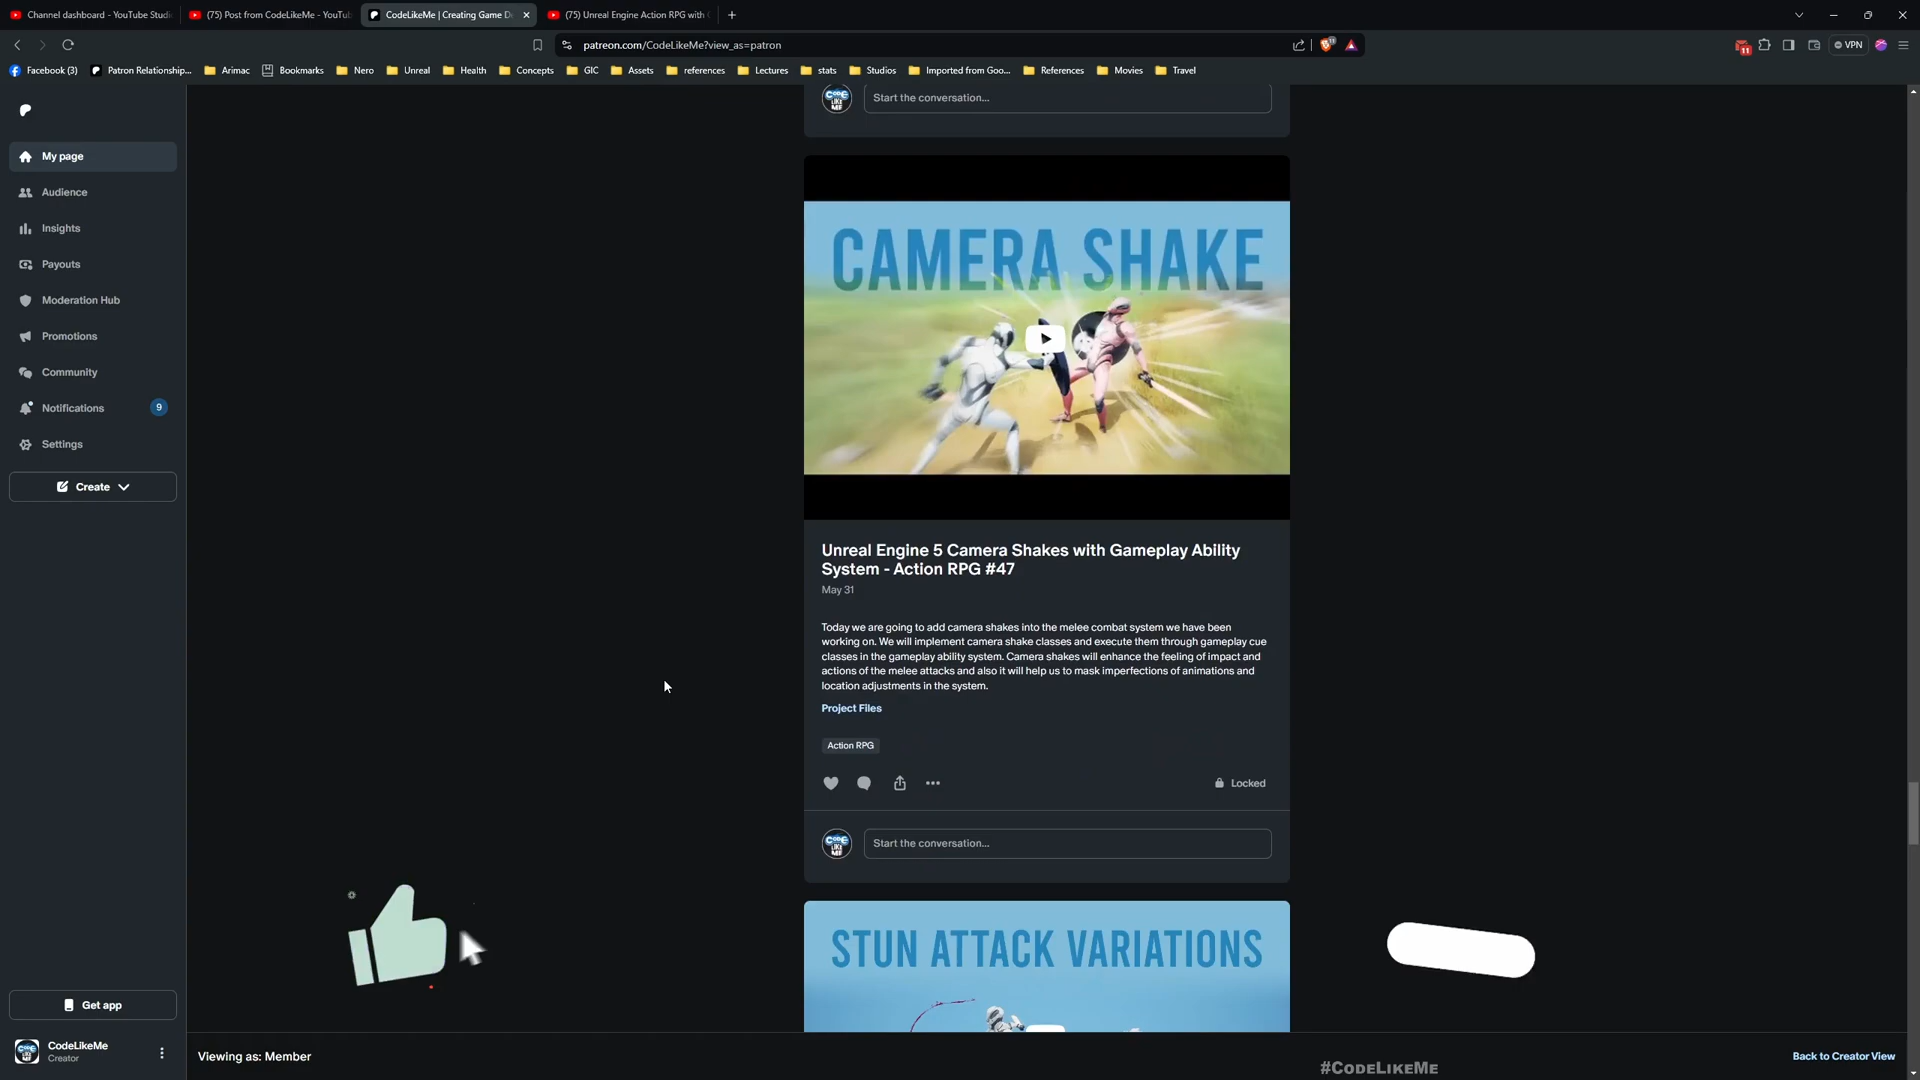 Channel dashboard - YouTube Studi
(75) Post from CodeLikeMe - YouTub
CodeLikeMe | Creating Game De
(75) Unreal Engine Action RPG with
patreon.com/CodeLikeMe?view_as=patron
VPN
Facebook (3)
Patron Relationship...
Arimac
Bookmarks
Nero
Unreal
Health
Concepts
GIC
Assets
references
Lectures
stats
Studios
Imported from Goo...
References
Movies
Travel
My page
Audience
Insights
Payouts
Moderation Hub
Promotions
Community
Notifications 9
Settings
Create
Get app
CodeLikeMe
Creator
CODE LIKE ME
Start the conversation...
CAMERA SHAKE
Unreal Engine 5 Camera Shakes with Gameplay Ability
System - Action RPG #47
May 31
Today we are going to add camera shakes into the melee combat system we have been
working on. We will implement camera shake classes and execute them through gameplay cue
classes in the gameplay ability system. Camera shakes will enhance the feeling of impact and
actions of the melee attacks and also it will help us to mask imperfections of animations and
location adjustments in the system.
Project Files
Action RPG
Locked
CODE LIKE ME
Start the conversation...
STUN ATTACK VARIATIONS
Viewing as: Member
Back to Creator View
#CODELIKEME